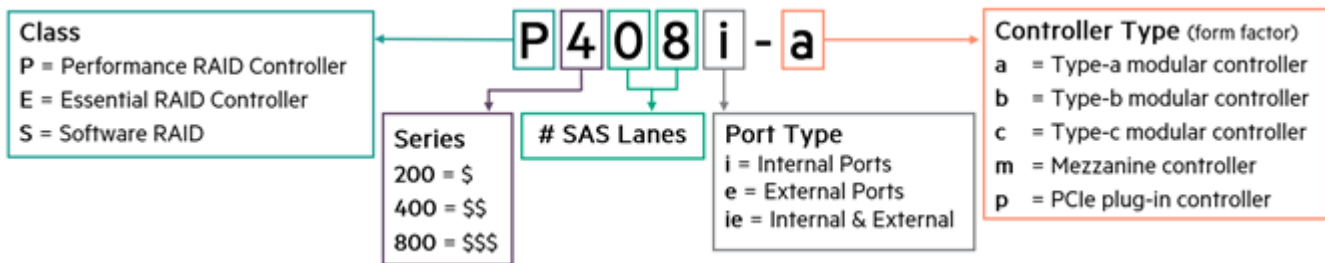 P408i-a
Class
P = Performance RAID Controller
E = Essential RAID Controller
S = Software RAID
Series
200 = $
400 = $$
800 = $$$
# SAS Lanes
Port Type
i = Internal Ports
e = External Ports
ie = Internal & External
Controller Type (form factor)
a = Type-a modular controller
b = Type-b modular controller
c = Type-c modular controller
m = Mezzanine controller
p = PCIe plug-in controller